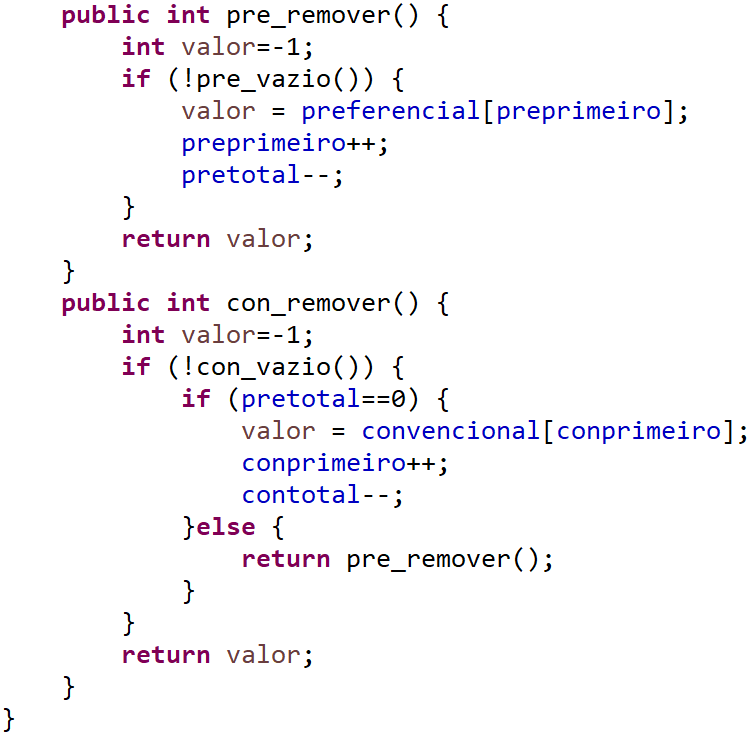 public int pre_remover() {
        int valor=-1;
        if (!pre_vazio()) {
            valor = preferencial[preprimeiro];
            preprimeiro++;
            pretotal--;
        }
        return valor;
    }
    public int con_remover() {
        int valor=-1;
        if (!con_vazio()) {
            if (pretotal==0) {
                valor = convencional[conprimeiro];
                conprimeiro++;
                contotal--;
            }else {
                return pre_remover();
            }
        }
        return valor;
    }
}